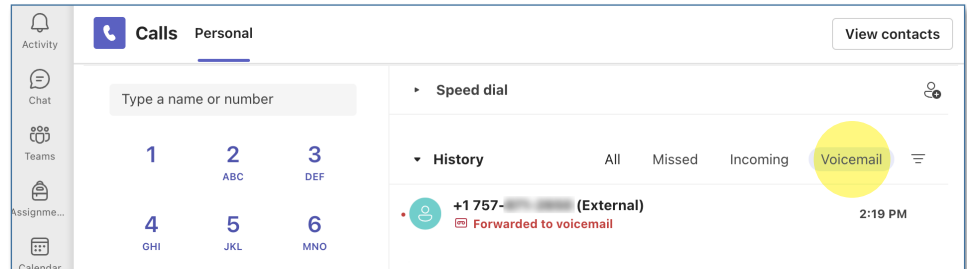 Activity
Chat
Teams
Assignme...
Calendar
Calls Personal
View contacts
Type a name or number
1 2 3
ABC DEF
4 5 6
GHI JKL MNO
Speed dial
History All Missed Incoming Voicemail
+1 757- (External)
Forwarded to voicemail
2:19 PM